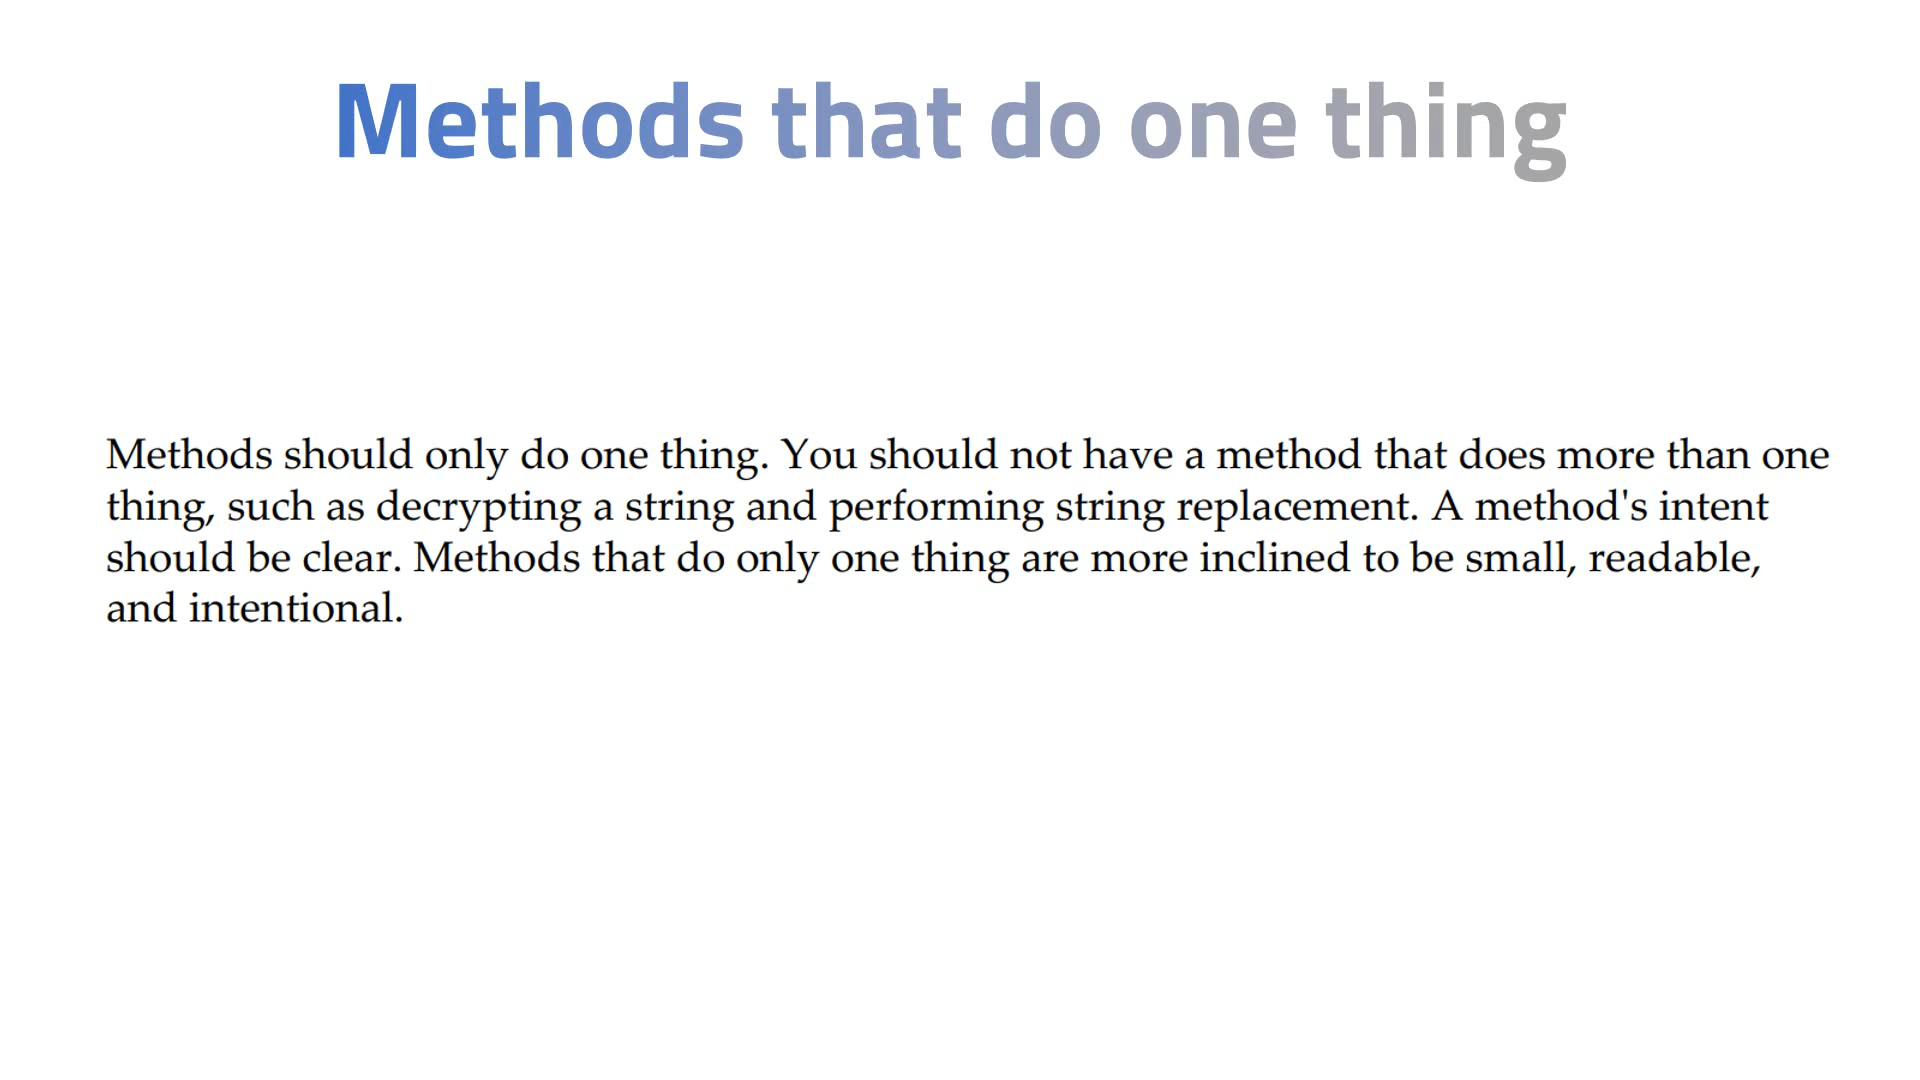 Methods that do one thing
Methods should only do one thing. You should not have a method that does more than one
thing, such as decrypting a string and performing string replacement. A method's intent
should be clear. Methods that do only one thing are more inclined to be small, readable,
and intentional.